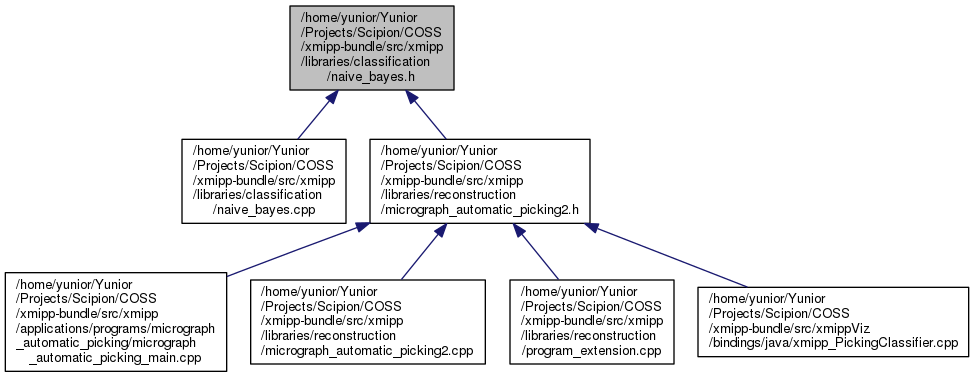 /home/yunior/Yunior
/Projects/Scipion/COSS
/xmipp-bundle/src/xmipp
/libraries/classification
/naive_bayes.h
/home/yunior/Yunior
/Projects/Scipion/COSS
/xmipp-bundle/src/xmipp
/libraries/classification
/naive_bayes.cpp
/home/yunior/Yunior
/Projects/Scipion/COSS
/xmipp-bundle/src/xmipp
/libraries/reconstruction
/micrograph_automatic_picking2.h
/home/yunior/Yunior
/Projects/Scipion/COSS
/xmipp-bundle/src/xmipp
/applications/programs/micrograph
_automatic_picking/micrograph
_automatic_picking_main.cpp
/home/yunior/Yunior
/Projects/Scipion/COSS
/xmipp-bundle/src/xmipp
/libraries/reconstruction
/micrograph_automatic_picking2.cpp
/home/yunior/Yunior
/Projects/Scipion/COSS
/xmipp-bundle/src/xmipp
/libraries/reconstruction
/program_extension.cpp
/home/yunior/Yunior
/Projects/Scipion/COSS
/xmipp-bundle/src/xmippViz
/bindings/java/xmipp_PickingClassifier.cpp